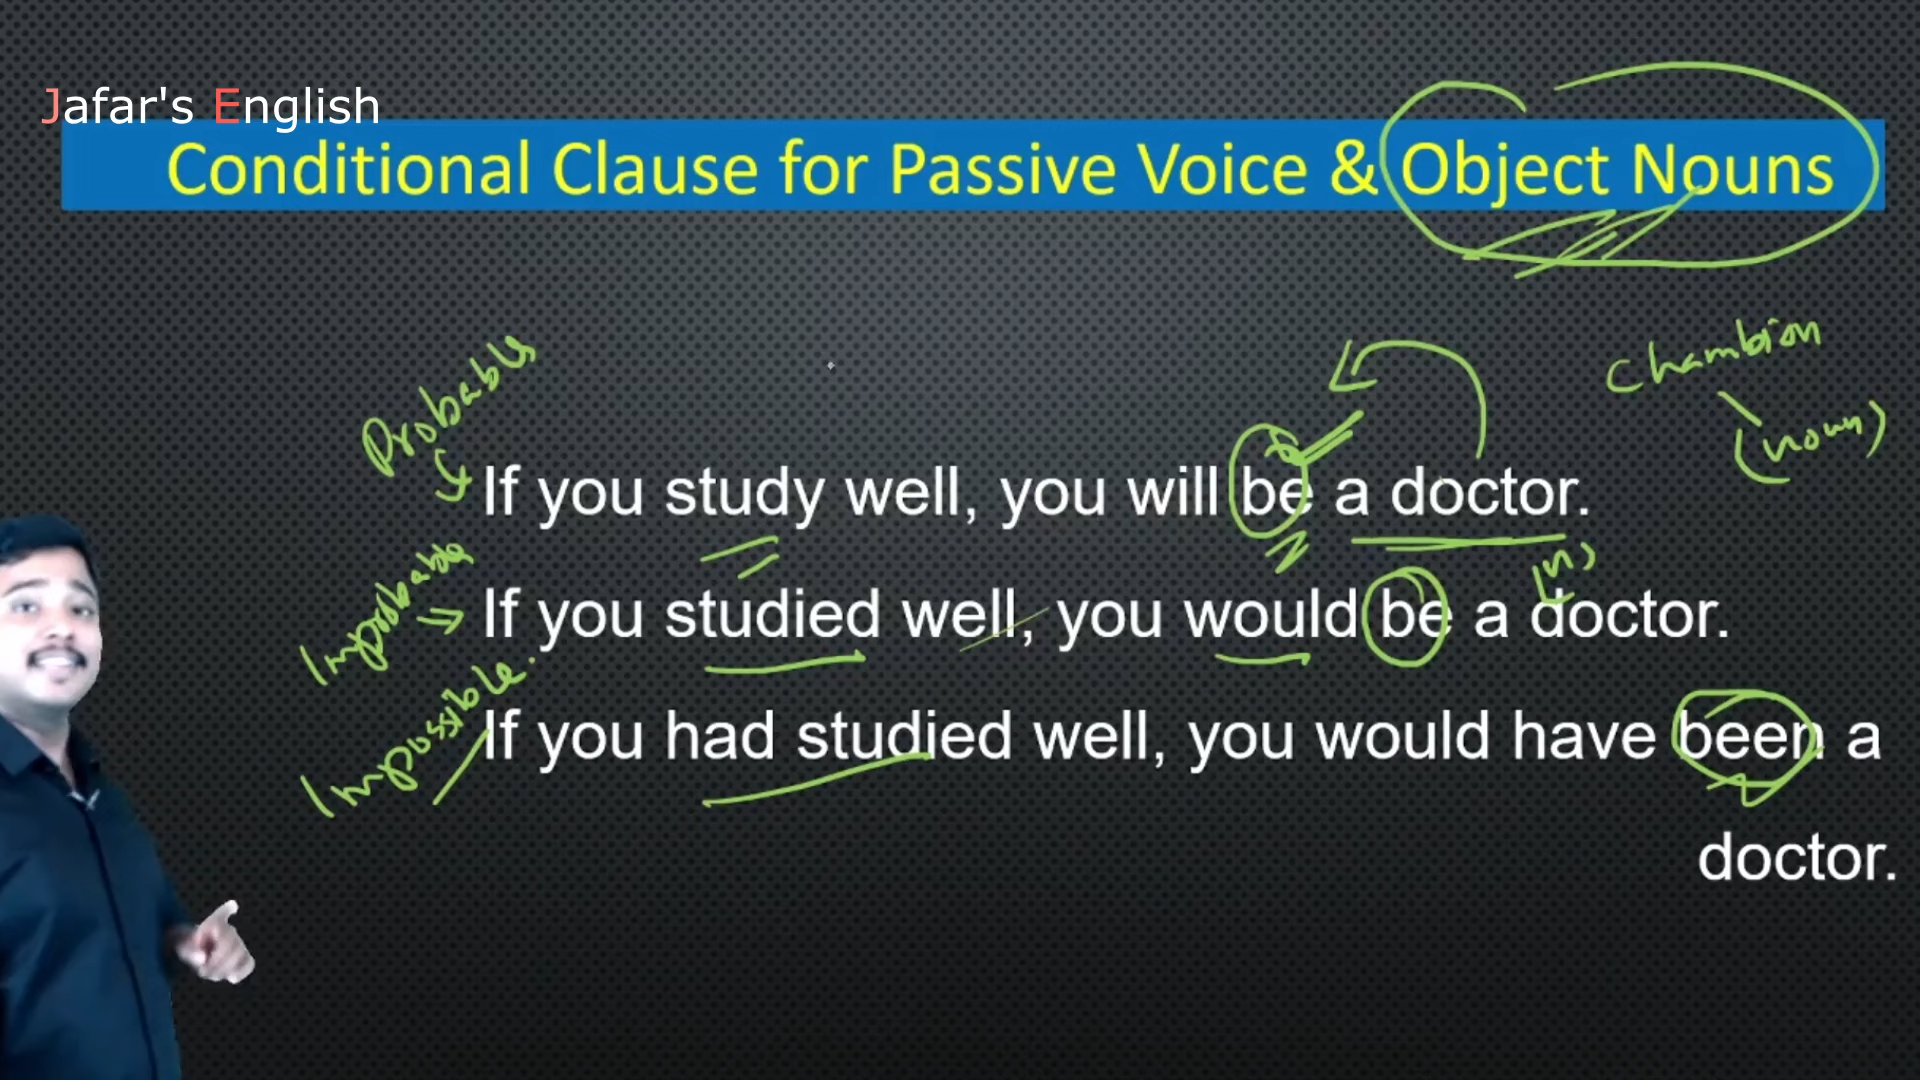 Jafar's English
Conditional Clause for Passive Voice & Object Nouns
Chambion
(noun)
Probable
If you study well, you will be a doctor.
(n)
Improbable
If you studied well, you would be a doctor.
Impossible.
If you had studied well, you would have been a
doctor.